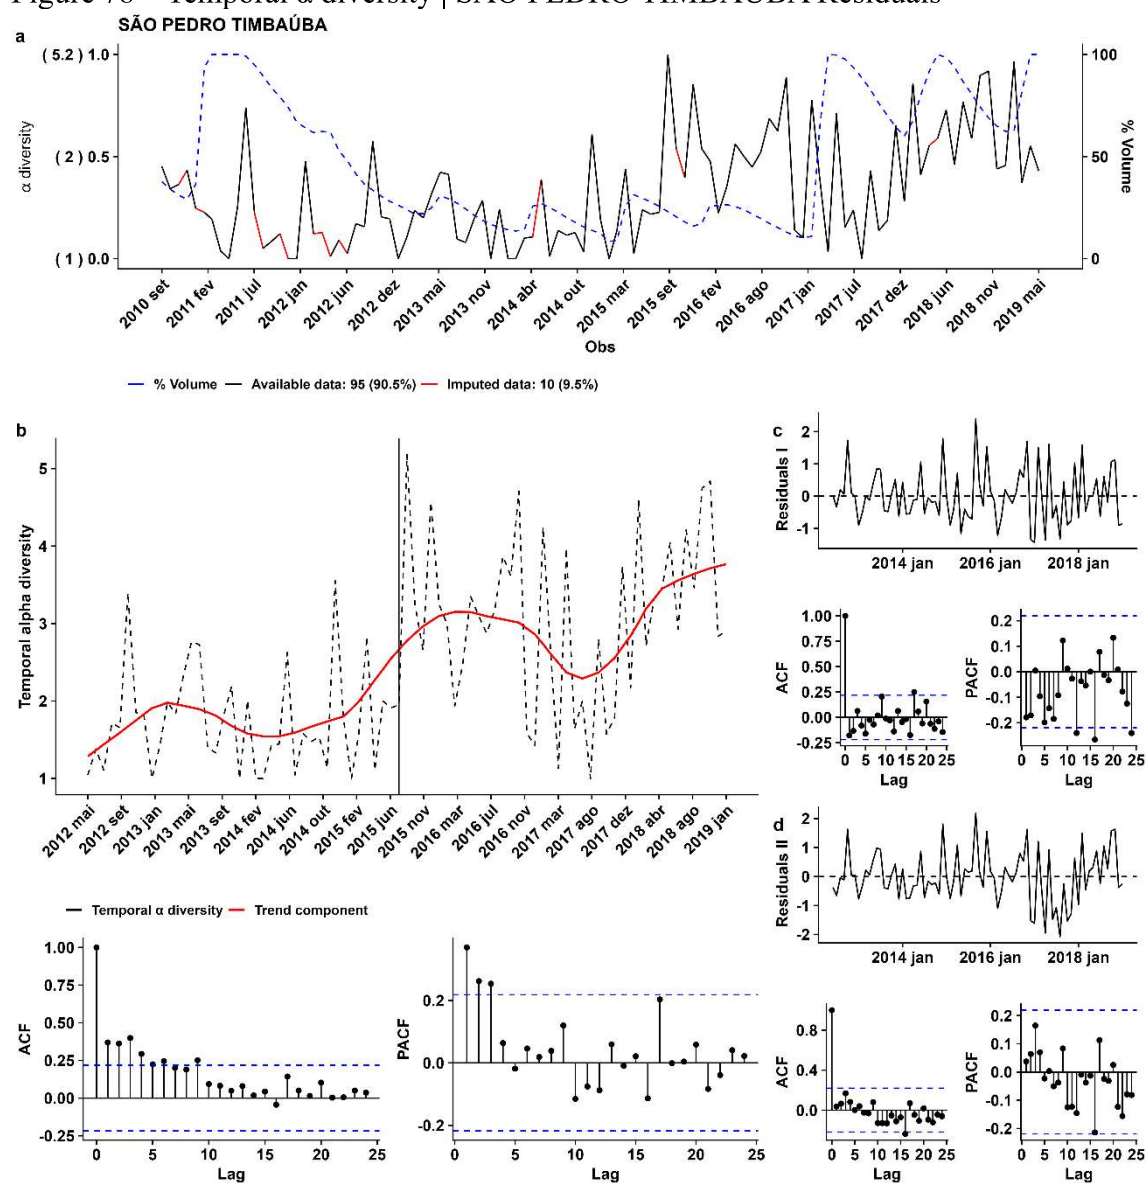 SÃO PEDRO TIMBAÚBA
a
( 5.2 ) 1.0
( 2 ) 0.5
( 1 ) 0.0
α diversity
100
50
0
% Volume
2010 set
2011 fev
2011 jul
2012 jan
2012 jun
2012 dez
2013 mai
2013 nov
2014 abr
2014 out
2015 mar
2015 set
2016 fev
2016 ago
2017 jan
2017 jul
2017 dez
2018 jun
2018 nov
2019 mai
Obs
% Volume Available data: 95 (90.5%) Imputed data: 10 (9.5%)
b
Temporal alpha diversity
5
4
3
2
1
2012 mai
2012 set
2013 jan
2013 mai
2013 set
2014 fev
2014 jun
2014 out
2015 fev
2015 jun
2015 nov
2016 mar
2016 jul
2016 nov
2017 mar
2017 ago
2017 dez
2018 abr
2018 ago
2019 jan
Temporal α diversity Trend component
ACF
1.00
0.75
0.50
0.25
0.00
-0.25
0 5 10 15 20 25
Lag
PACF
0.2
0.0
-0.2
0 5 10 15 20 25
Lag
c
Residuals I
2
1
0
-1
2014 jan 2016 jan 2018 jan
ACF
1.00
0.75
0.50
0.25
0.00
-0.25
0 5 10 15 20 25
Lag
PACF
0.2
0.1
0.0
-0.1
-0.2
0 5 10 15 20 25
Lag
d
Residuals II
2
1
0
-1
-2
2014 jan 2016 jan 2018 jan
ACF
0.8
0.4
0.0
0 5 10 15 20 25
Lag
PACF
0.2
0.1
0.0
-0.1
-0.2
0 5 10 15 20 25
Lag